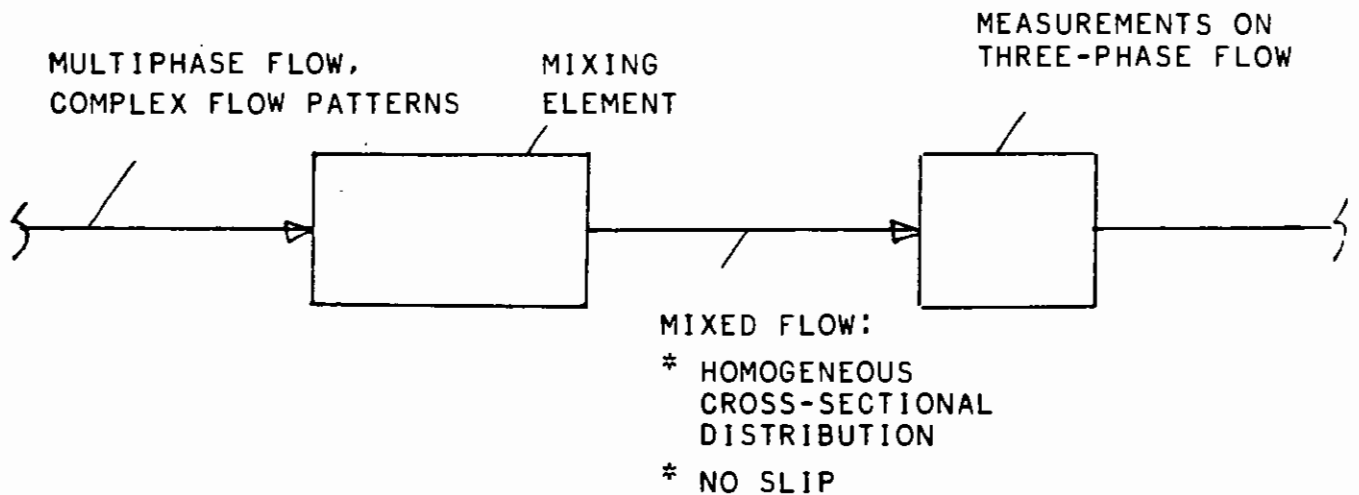 MULTIPHASE FLOW,
COMPLEX FLOW PATTERNS
MIXING
ELEMENT
MEASUREMENTS ON
THREE-PHASE FLOW
MIXED FLOW:
* HOMOGENEOUS
CROSS-SECTIONAL
DISTRIBUTION
* NO SLIP